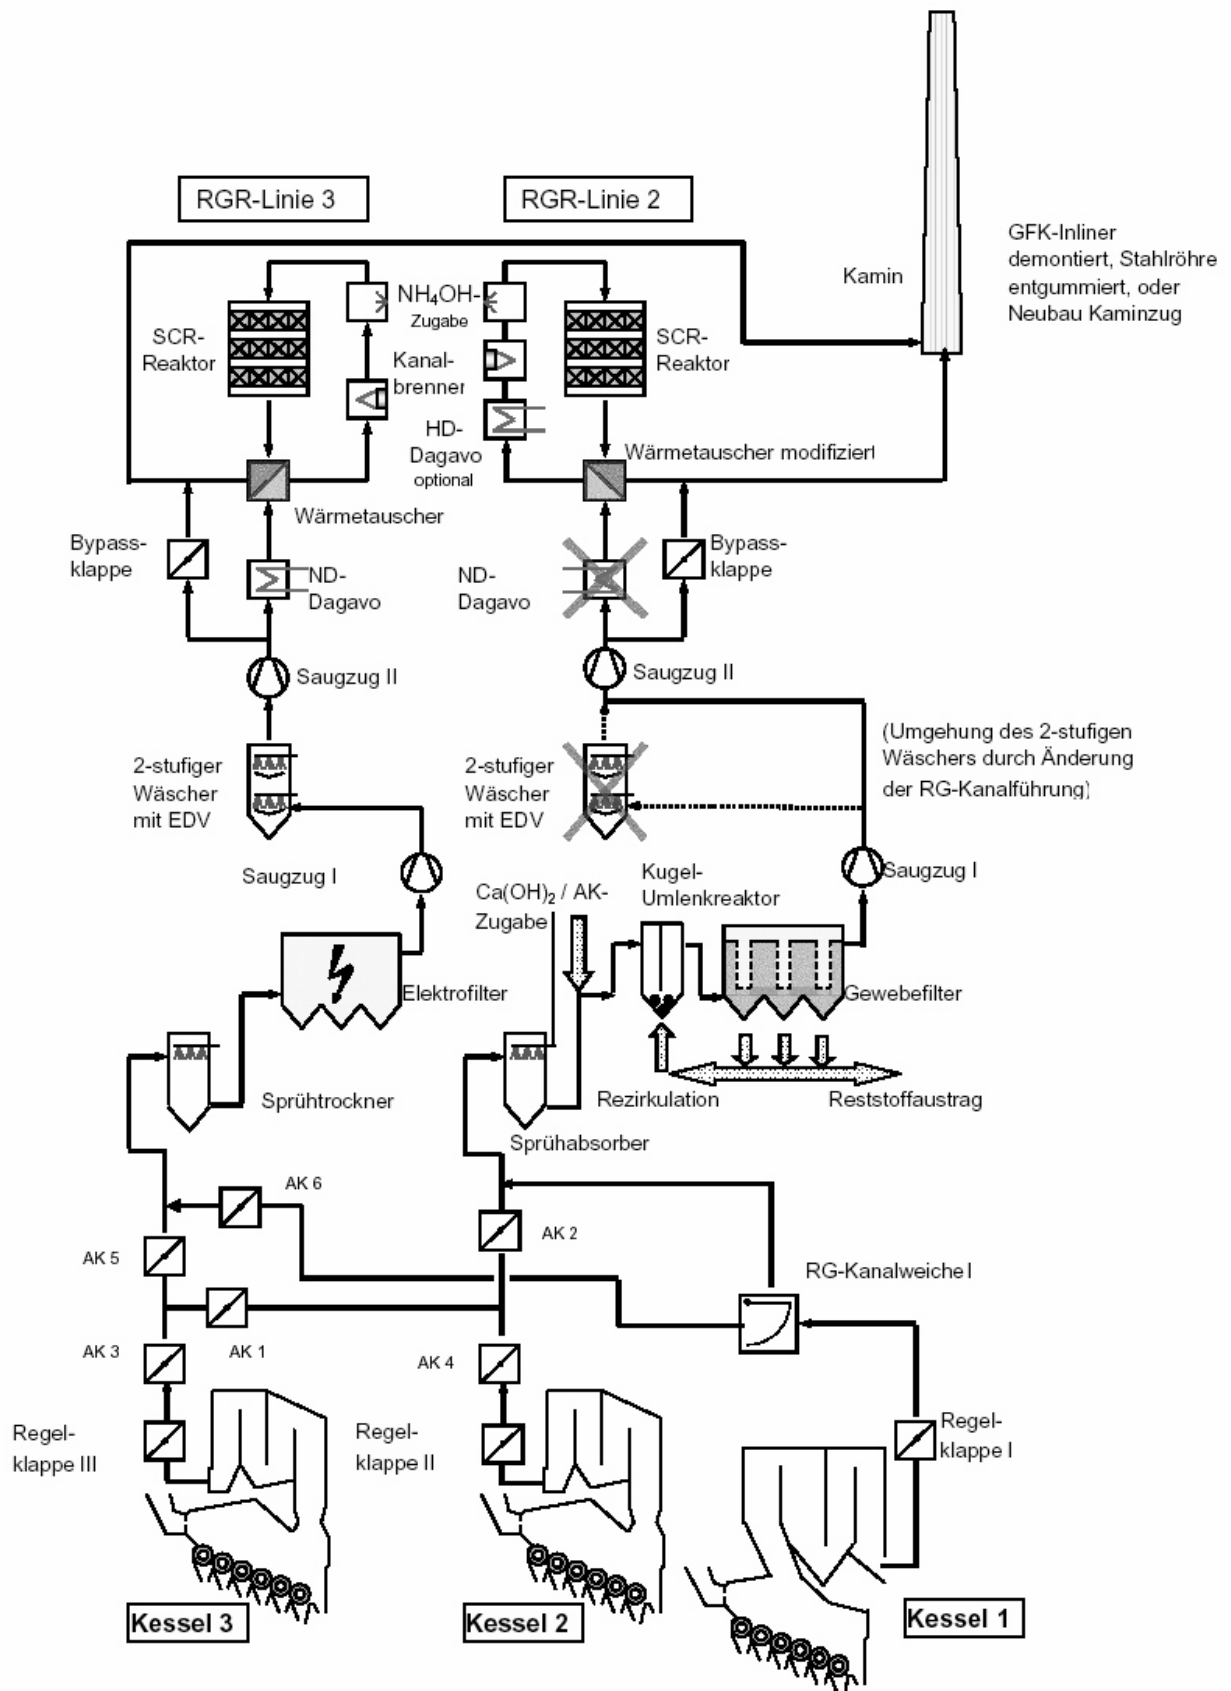 RGR-Linie 3
RGR-Linie 2
GFK-Inliner
demontiert, Stahlröhre
entgummiert, oder
Neubau Kaminzug
Kamin
SCR-
Reaktor
NH₄OH-
Zugabe
Kanal-
brenner
HD-
Dagavo
optional
SCR-
Reaktor
Wärmetauscher modifiziert
Wärmetauscher
Bypass-
klappe
ND-
Dagavo
ND-
Dagavo
Bypass-
klappe
Saugzug II
Saugzug II
2-stufiger
Wäscher
mit EDV
2-stufiger
Wäscher
mit EDV
(Umgehung des 2-stufigen
Wäschers durch Änderung
der RG-Kanalführung)
Saugzug I
Ca(OH)₂ / AK-
Zugabe
Kugel-
Umlenkreaktor
Saugzug I
Elektrofilter
Gewebefilter
Sprühtrockner
Rezirkulation
Reststoffaustrag
Sprühabsorber
AK 6
AK 2
AK 5
RG-Kanalweiche I
AK 3
AK 1
AK 4
Regel-
klappe III
Regel-
klappe II
Regel-
klappe I
Kessel 3
Kessel 2
Kessel 1